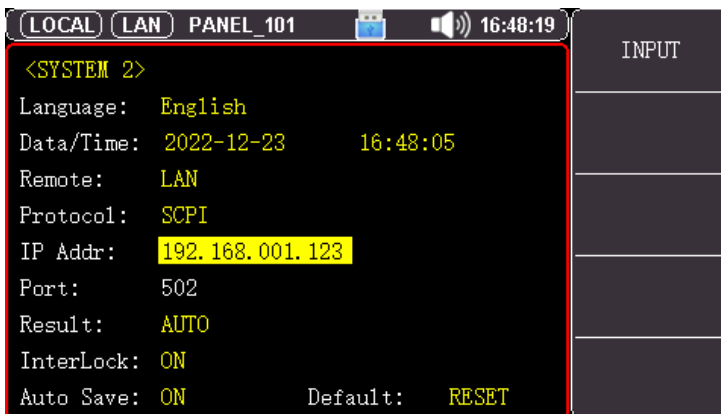 LOCAL LAN PANEL_101 16:48:19
INPUT
<SYSTEM 2>
Language: English
Data/Time: 2022-12-23 16:48:05
Remote: LAN
Protocol: SCPI
IP Addr: 192.168.001.123
Port: 502
Result: AUTO
InterLock: ON
Auto Save: ON Default: RESET